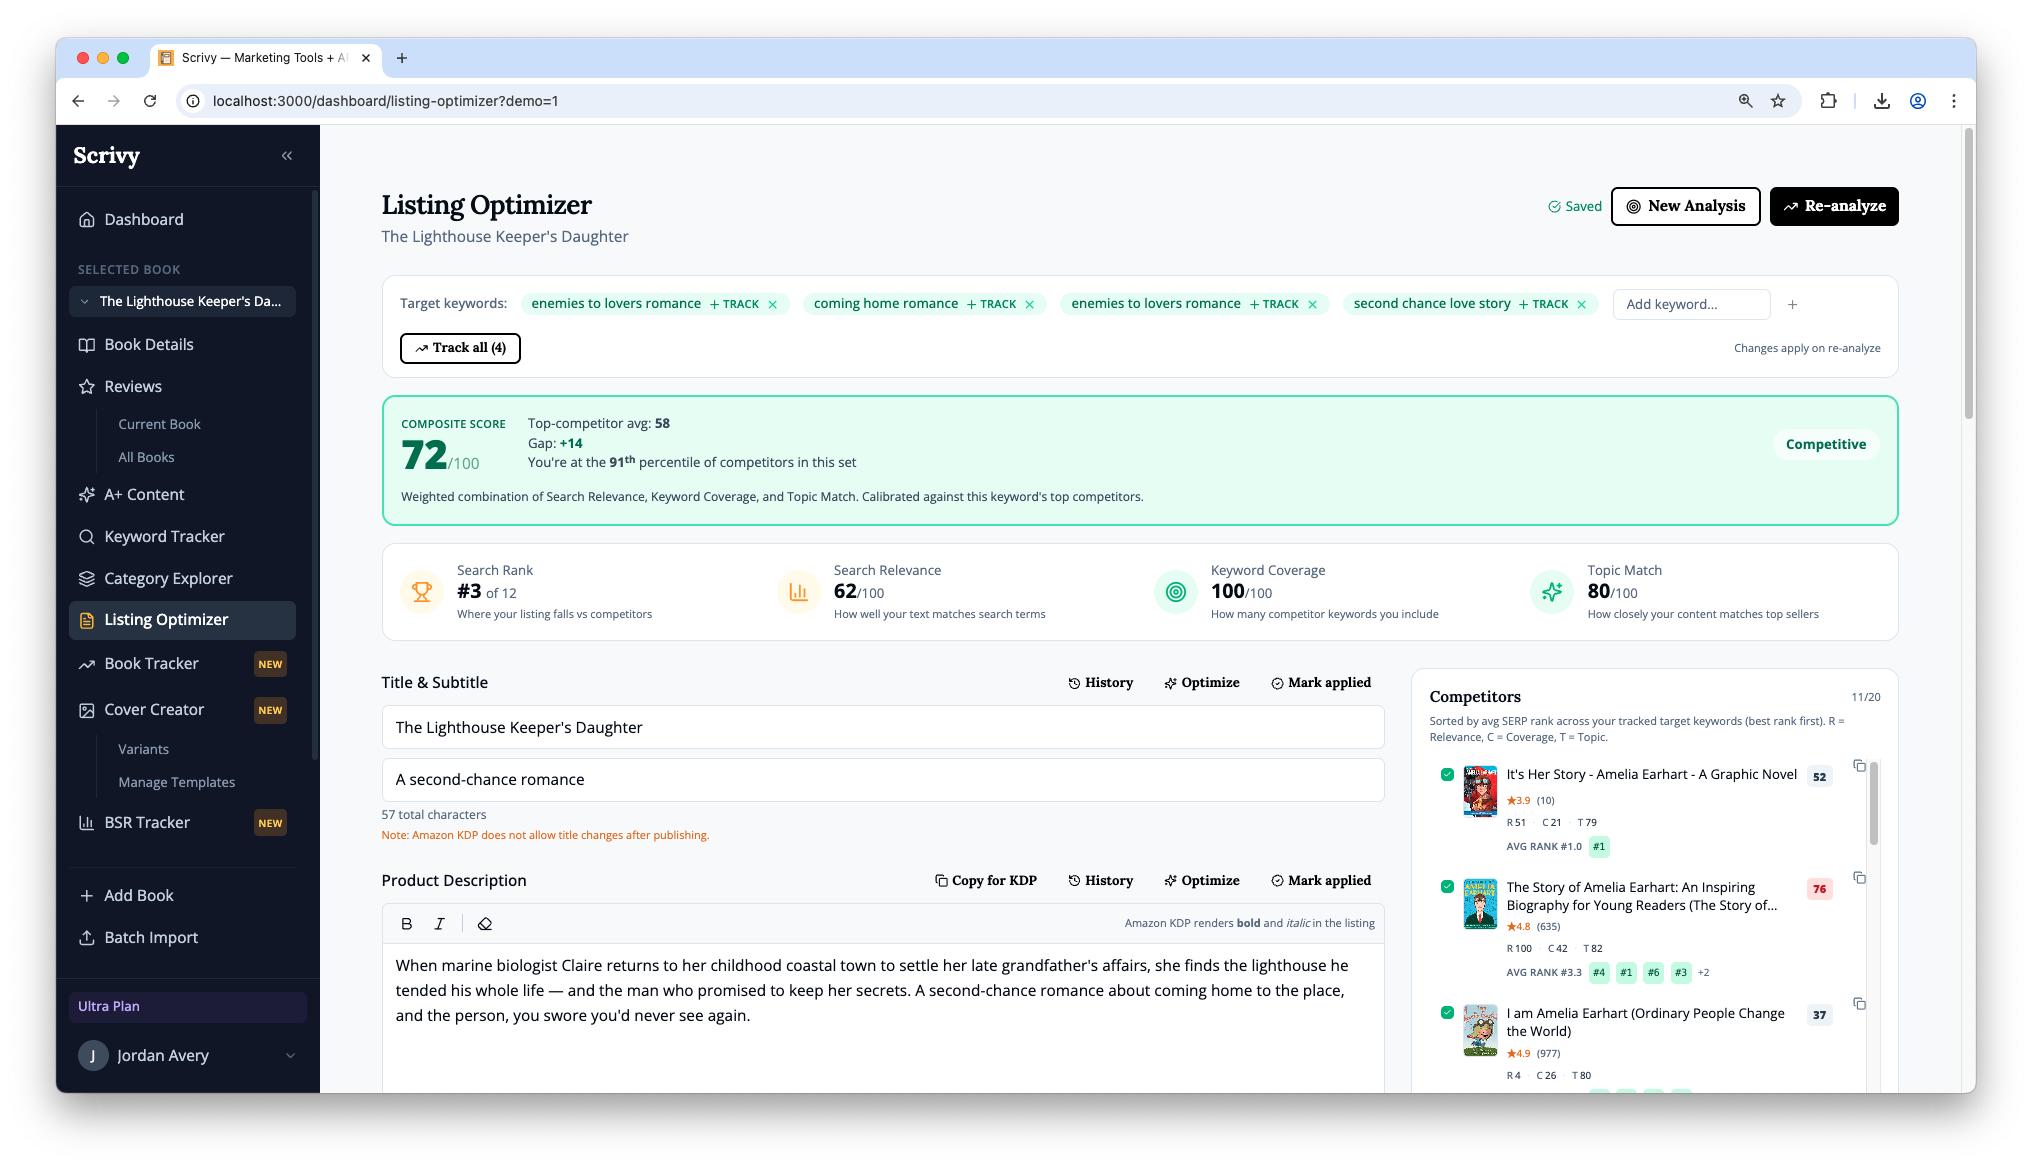 Scrivy — Marketing Tools + AI
localhost:3000/dashboard/listing-optimizer?demo=1
Scrivy
Dashboard
SELECTED BOOK
The Lighthouse Keeper's Da...
Book Details
Reviews
Current Book
All Books
A+ Content
Keyword Tracker
Category Explorer
Listing Optimizer
Book Tracker NEW
Cover Creator NEW
Variants
Manage Templates
BSR Tracker NEW
Add Book
Batch Import
Ultra Plan
J Jordan Avery
Listing Optimizer
The Lighthouse Keeper's Daughter
Saved New Analysis Re-analyze
Target keywords: enemies to lovers romance + TRACK × coming home romance + TRACK × enemies to lovers romance + TRACK × second chance love story + TRACK × Add keyword... +
Track all (4) Changes apply on re-analyze
COMPOSITE SCORE
72/100
Top-competitor avg: 58
Gap: +14
You're at the 91th percentile of competitors in this set
Competitive
Weighted combination of Search Relevance, Keyword Coverage, and Topic Match. Calibrated against this keyword's top competitors.
Search Rank
#3 of 12
Where your listing falls vs competitors
Search Relevance
62/100
How well your text matches search terms
Keyword Coverage
100/100
How many competitor keywords you include
Topic Match
80/100
How closely your content matches top sellers
Title & Subtitle History Optimize Mark applied
The Lighthouse Keeper's Daughter
A second-chance romance
57 total characters
Note: Amazon KDP does not allow title changes after publishing.
Product Description Copy for KDP History Optimize Mark applied
B I Amazon KDP renders bold and italic in the listing
When marine biologist Claire returns to her childhood coastal town to settle her late grandfather's affairs, she finds the lighthouse he
tended his whole life — and the man who promised to keep her secrets. A second-chance romance about coming home to the place,
and the person, you swore you'd never see again.
Competitors 11/20
Sorted by avg SERP rank across your tracked target keywords (best rank first). R =
Relevance, C = Coverage, T = Topic.
It's Her Story - Amelia Earhart - A Graphic Novel 52
★3.9 (10)
R 51 · C 21 · T 79
AVG RANK #1.0 #1
The Story of Amelia Earhart: An Inspiring 76
Biography for Young Readers (The Story of...
★4.8 (635)
R 100 · C 42 · T 82
AVG RANK #3.3 #4 #1 #6 #3 +2
I am Amelia Earhart (Ordinary People Change 37
the World)
★4.9 (977)
R 4 · C 26 · T 80